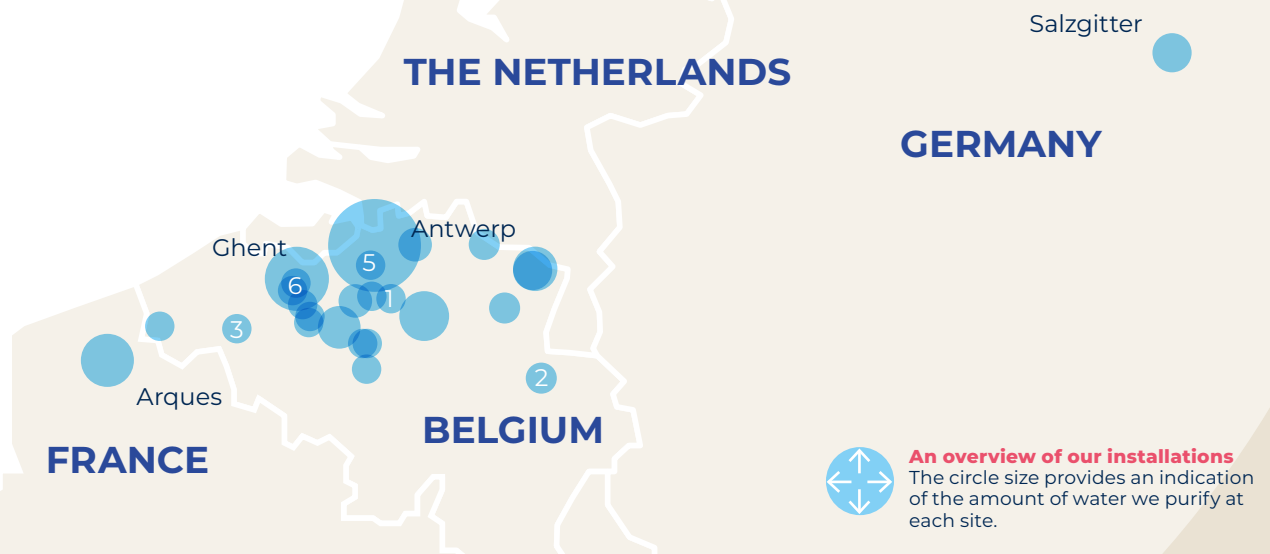 Salzgitter
THE NETHERLANDS
GERMANY
Antwerp
Ghent
5
6
1
3
2
Arques
BELGIUM
FRANCE
An overview of our installations
The circle size provides an indication
of the amount of water we purify at
each site.